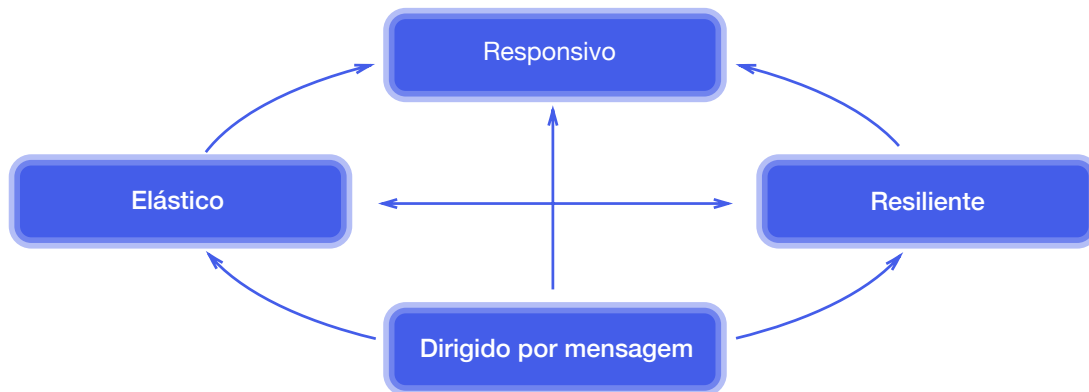 Responsivo
Elástico
Resiliente
Dirigido por mensagem